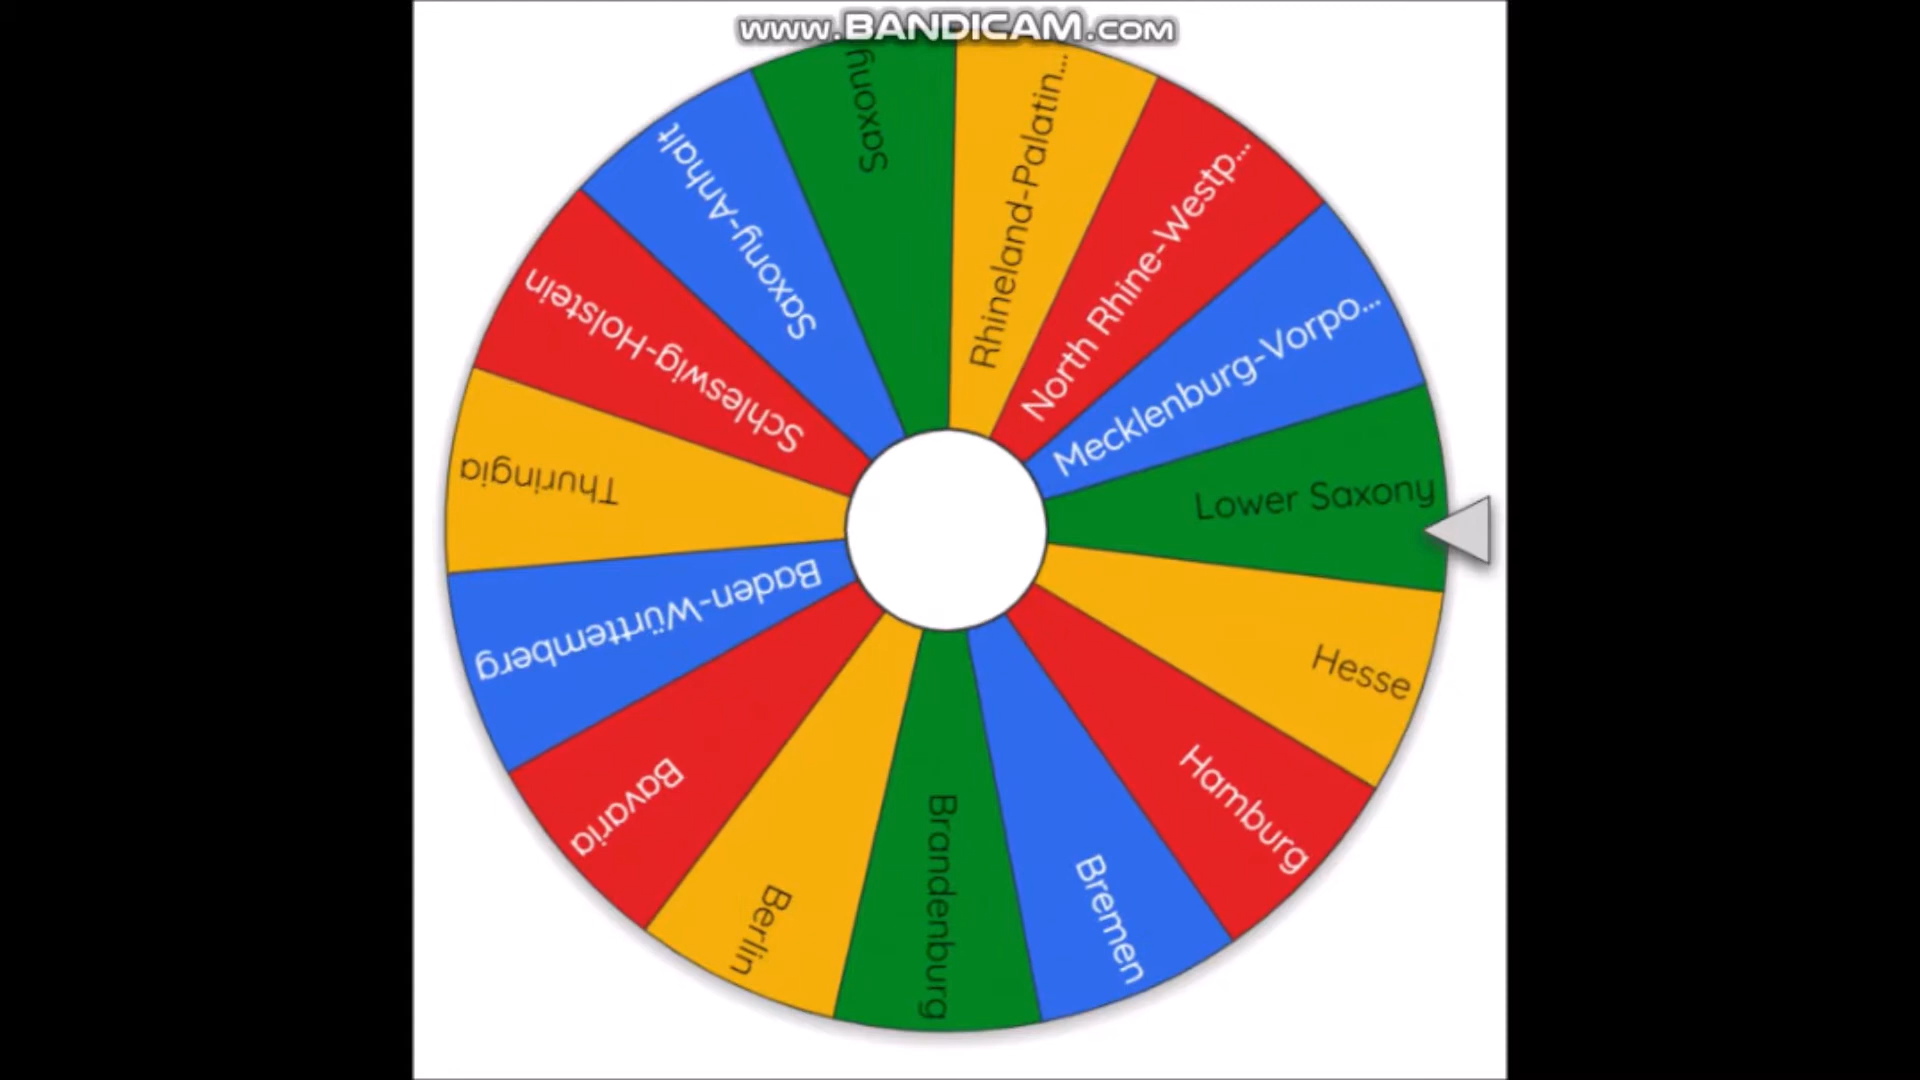 www.BANDICAM.com
Saxony
Rhineland-Palatin...
North Rhine-Westp...
Mecklenburg-Vorpo...
Lower Saxony
Hesse
Hamburg
Bremen
Brandenburg
Berlin
Bavaria
Baden-Württemberg
Thuringia
Schleswig-Holstein
Saxony-Anhalt